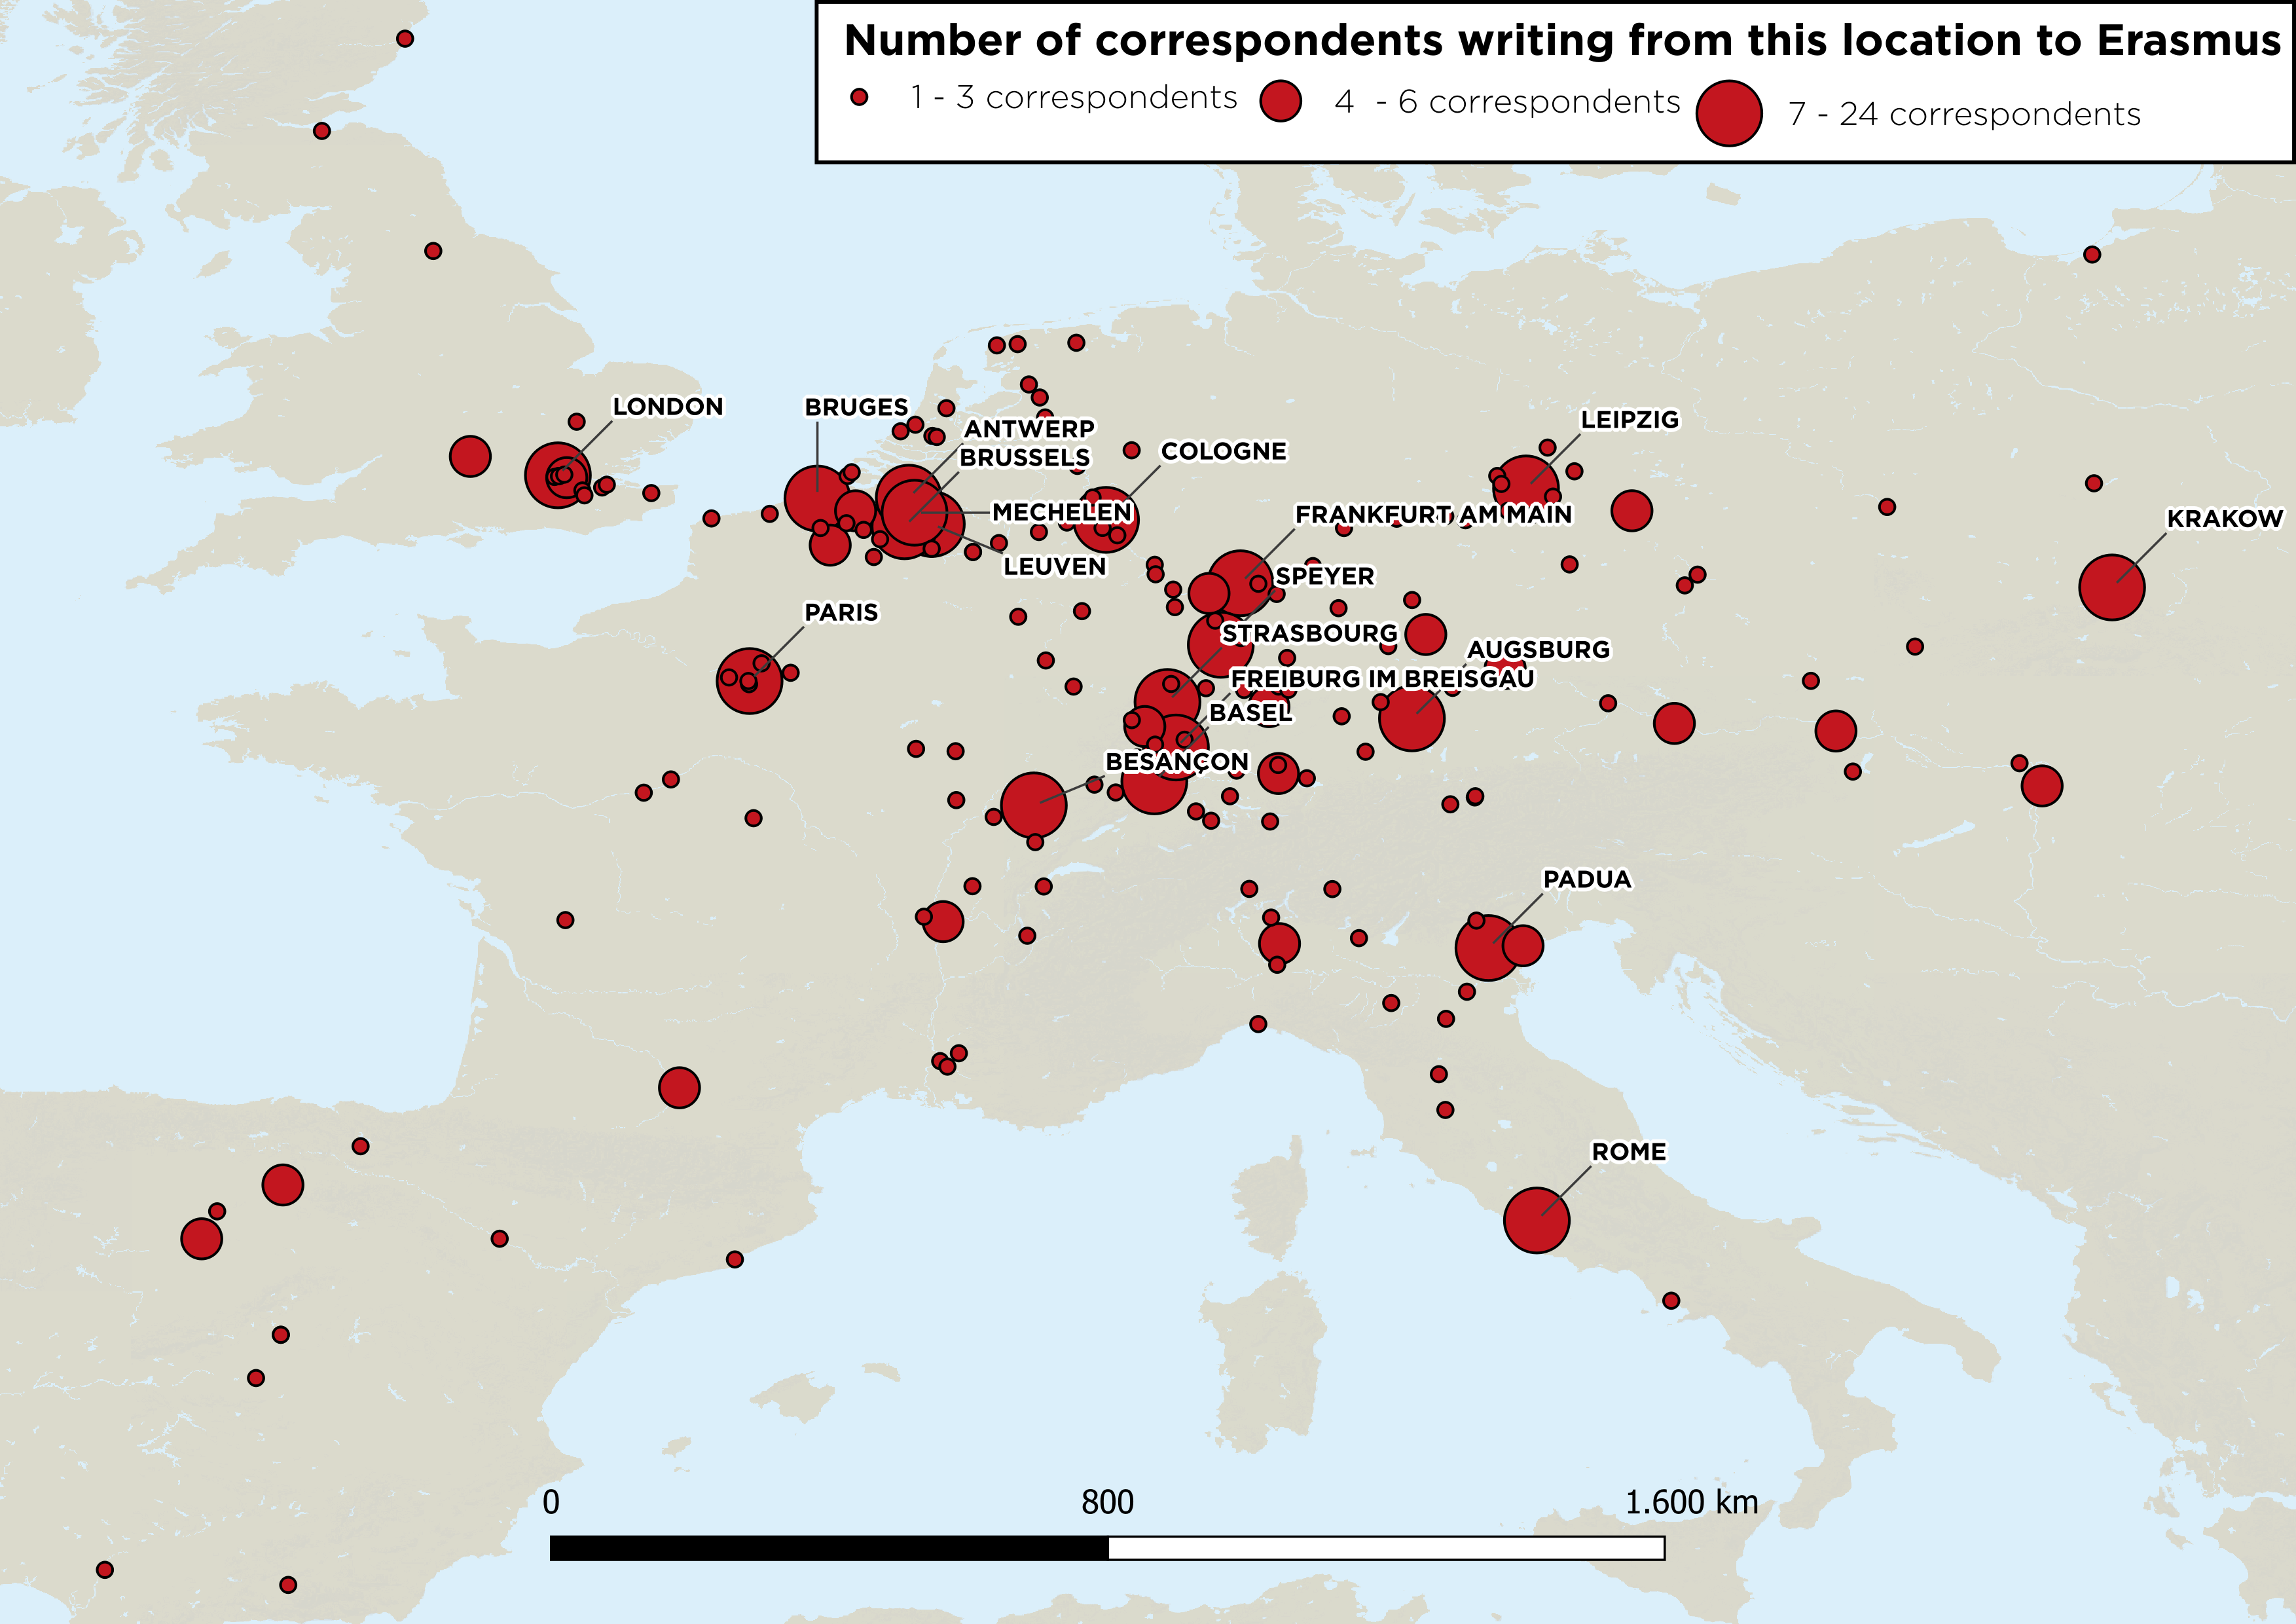 Number of correspondents writing from this location to Erasmus
1 - 3 correspondents
4 - 6 correspondents
7 - 24 correspondents
LONDON
BRUGES
ANTWERP
BRUSSELS
COLOGNE
LEIPZIG
MECHELEN
FRANKFURT AM MAIN
KRAKOW
LEUVEN
SPEYER
PARIS
STRASBOURG
AUGSBURG
FREIBURG IM BREISGAU
BASEL
BESANÇON
PADUA
ROME
0
800
1.600 km